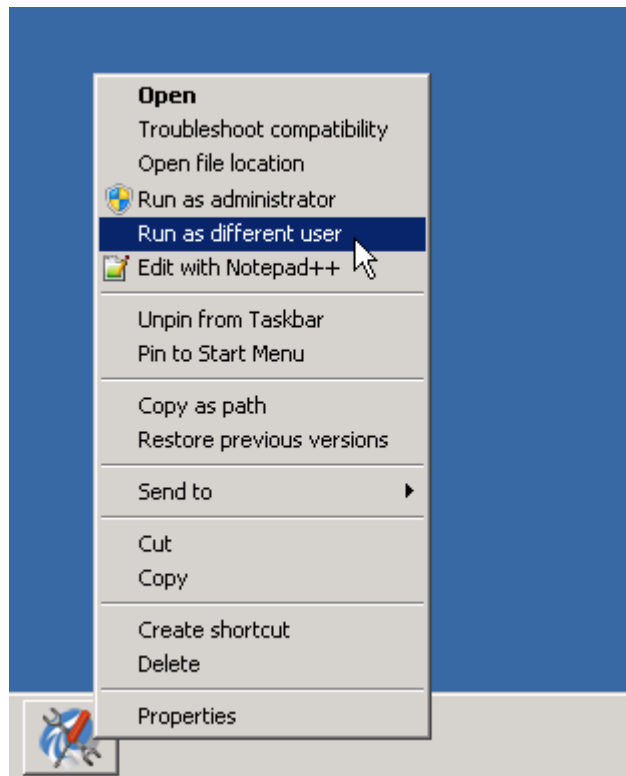 Open
Troubleshoot compatibility
Open file location
Run as administrator
Run as different user
Edit with Notepad++
Unpin from Taskbar
Pin to Start Menu
Copy as path
Restore previous versions
Send to
Cut
Copy
Create shortcut
Delete
Properties